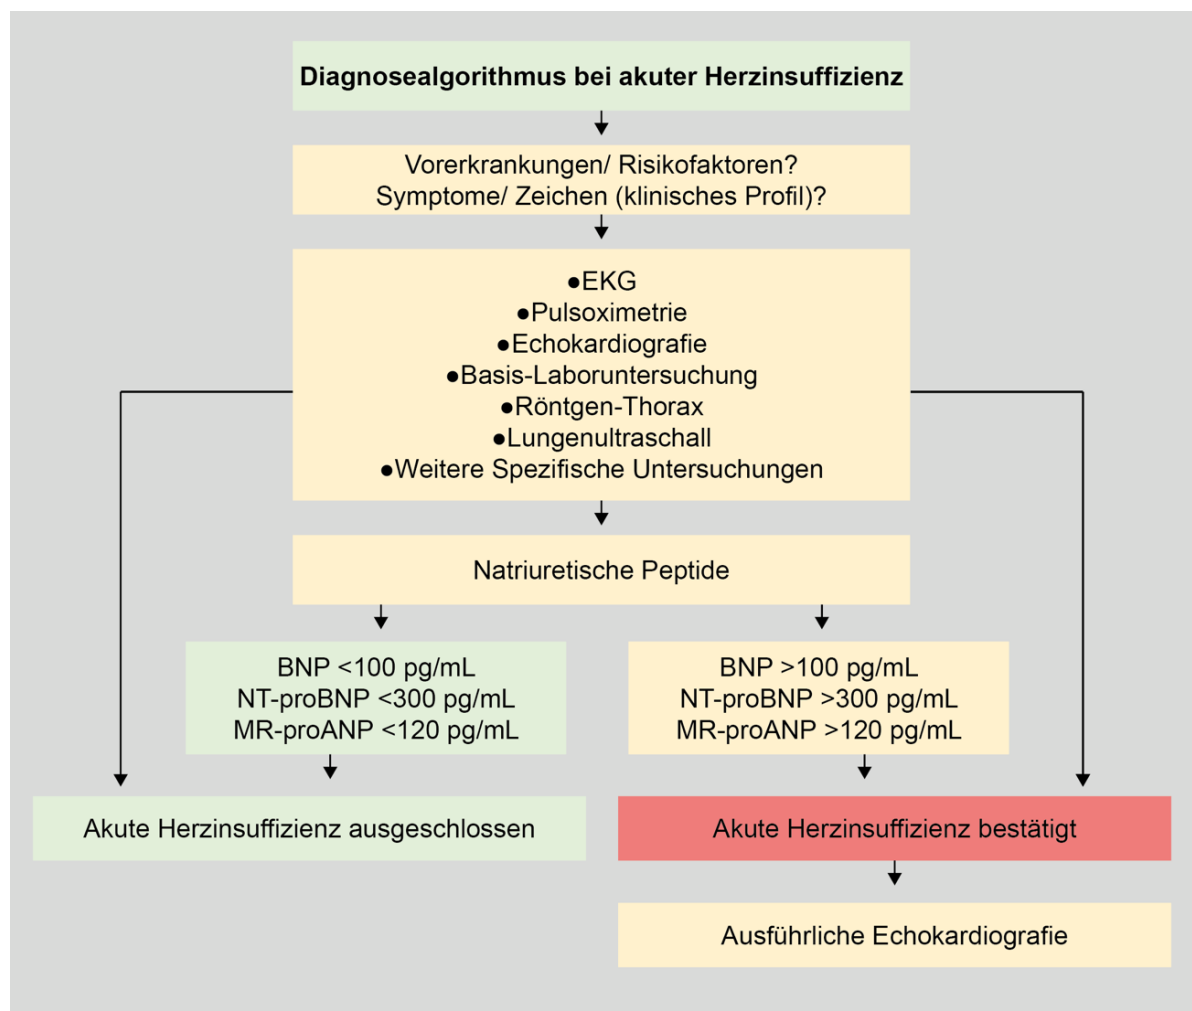 Diagnosealgorithmus bei akuter Herzinsuffizienz
Vorerkrankungen/ Risikofaktoren?
Symptome/ Zeichen (klinisches Profil)?
●EKG
●Pulsoximetrie
●Echokardiografie
●Basis-Laboruntersuchung
●Röntgen-Thorax
●Lungenultraschall
●Weitere Spezifische Untersuchungen
Natriuretische Peptide
BNP <100 pg/mL
NT-proBNP <300 pg/mL
MR-proANP <120 pg/mL
BNP >100 pg/mL
NT-proBNP >300 pg/mL
MR-proANP >120 pg/mL
Akute Herzinsuffizienz ausgeschlossen
Akute Herzinsuffizienz bestätigt
Ausführliche Echokardiografie